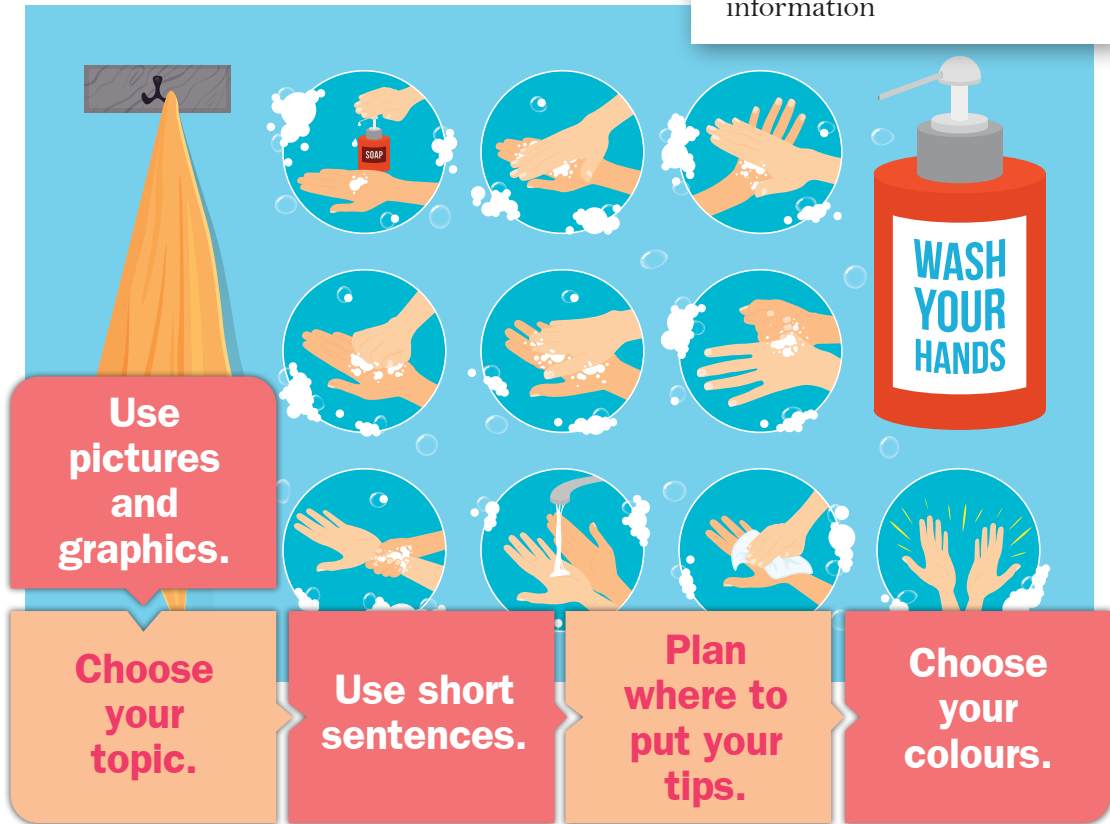 information
SOAP
WASH
YOUR
HANDS
Use
pictures
and
graphics.
Choose
your
topic.
Use short
sentences.
Plan
where to
put your
tips.
Choose
your
colours.